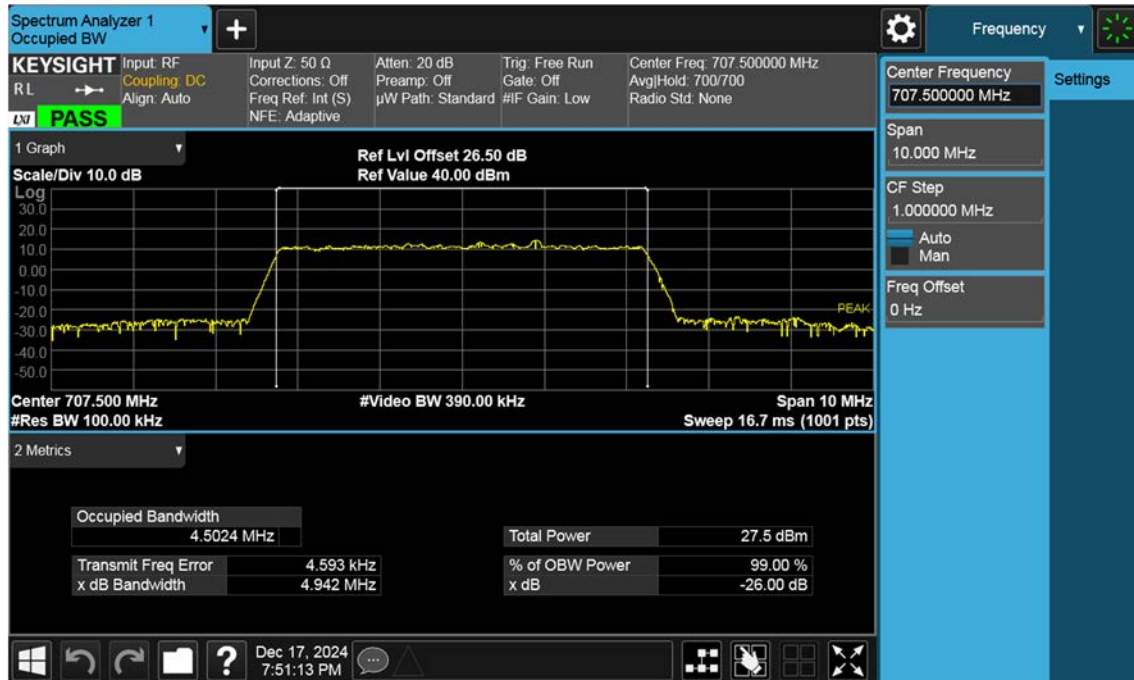 Spectrum Analyzer 1
Occupied BW
Frequency
KEYSIGHT
R L
LXI PASS
Input: RF
Coupling: DC
Align: Auto
Input Z: 50 Ω
Corrections: Off
Freq Ref: Int (S)
NFE: Adaptive
Atten: 20 dB
Preamp: Off
µW Path: Standard
Trig: Free Run
Gate: Off
#IF Gain: Low
Center Freq: 707.500000 MHz
Avg|Hold: 700/700
Radio Std: None
Center Frequency
707.500000 MHz
Settings
Span
10.000 MHz
CF Step
1.000000 MHz
Auto
Man
Freq Offset
0 Hz
1 Graph
Scale/Div 10.0 dB
Ref Lvl Offset 26.50 dB
Ref Value 40.00 dBm
Log
30.0
20.0
10.0
0.00
-10.0
-20.0
-30.0
-40.0
-50.0
PEAK
Center 707.500 MHz
#Video BW 390.00 kHz
Span 10 MHz
#Res BW 100.00 kHz
Sweep 16.7 ms (1001 pts)
2 Metrics
Occupied Bandwidth
4.5024 MHz
Total Power 27.5 dBm
Transmit Freq Error 4.593 kHz
% of OBW Power 99.00 %
x dB Bandwidth 4.942 MHz
x dB -26.00 dB
?
Dec 17, 2024
7:51:13 PM